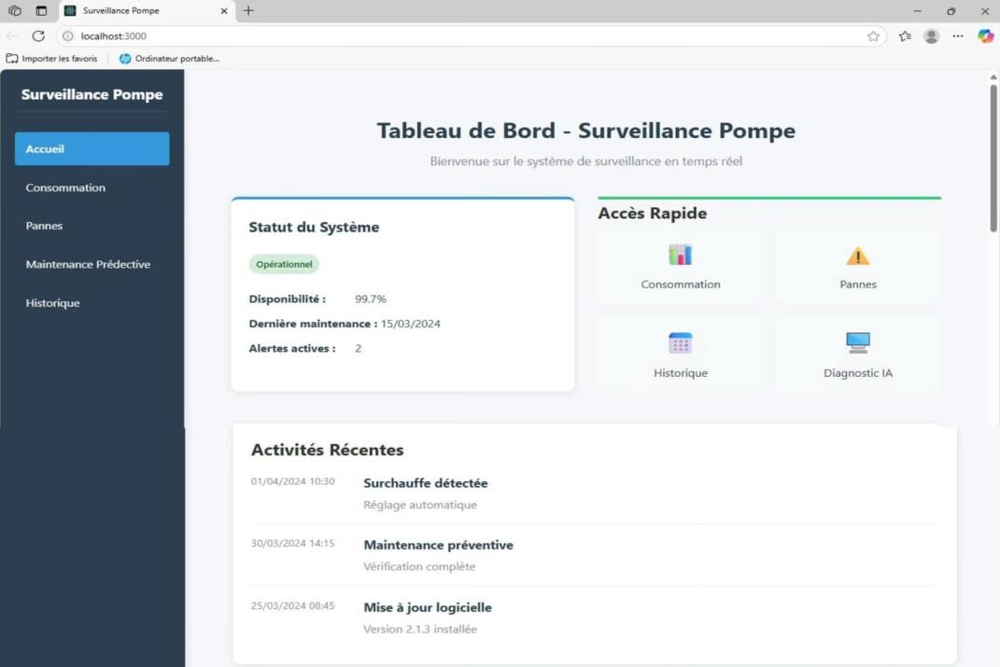 Surveillance Pompe
localhost:3000
Importer les favoris
Ordinateur portable...
Surveillance Pompe
Accueil
Consommation
Pannes
Maintenance Prédective
Historique
Tableau de Bord - Surveillance Pompe
Bienvenue sur le système de surveillance en temps réel
Statut du Système
Opérationnel
Disponibilité : 99.7%
Dernière maintenance : 15/03/2024
Alertes actives : 2
Accès Rapide
Consommation
Pannes
Historique
Diagnostic IA
Activités Récentes
01/04/2024 10:30 Surchauffe détectée
Réglage automatique
30/03/2024 14:15 Maintenance préventive
Vérification complète
25/03/2024 08:45 Mise à jour logicielle
Version 2.1.3 installée